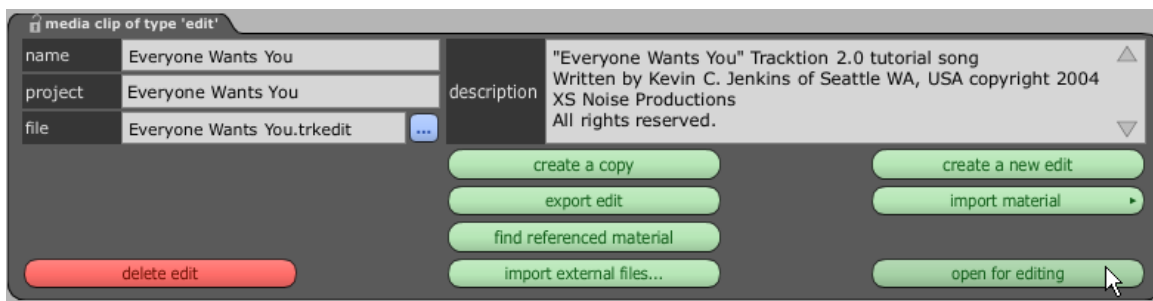 media clip of type 'edit'
name Everyone Wants You
project Everyone Wants You
file Everyone Wants You.trkedit ...
description "Everyone Wants You" Tracktion 2.0 tutorial song
Written by Kevin C. Jenkins of Seattle WA, USA copyright 2004
XS Noise Productions
All rights reserved.
create a copy
create a new edit
export edit
import material
find referenced material
delete edit
import external files...
open for editing